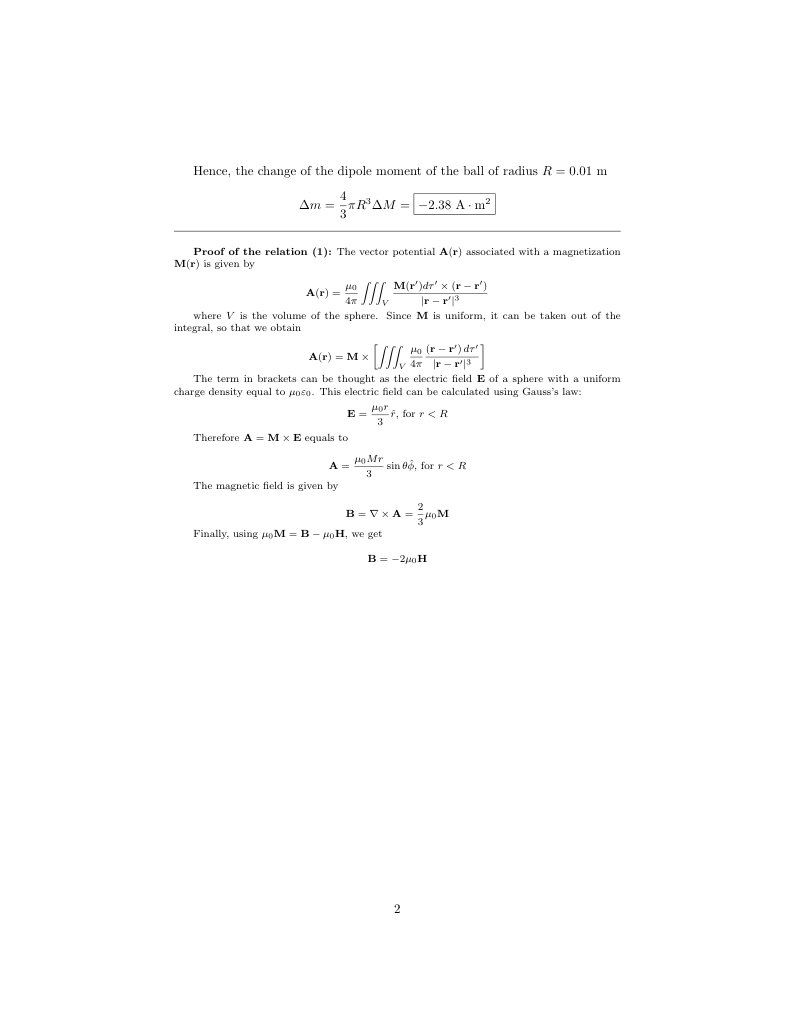 Hence, the change of the dipole moment of the ball of radius R = 0.01 m
Δm = 4/3 πR³ΔM = −2.38 A · m²
Proof of the relation (1): The vector potential A(r) associated with a magnetization
M(r) is given by
A(r) = μ₀/4π ∭_V M(r′)dτ′ × (r − r′) / |r − r′|³
where V is the volume of the sphere. Since M is uniform, it can be taken out of the
integral, so that we obtain
A(r) = M × [∭_V μ₀/4π (r − r′) dτ′ / |r − r′|³]
The term in brackets can be thought as the electric field E of a sphere with a uniform
charge density equal to μ₀ε₀. This electric field can be calculated using Gauss's law:
E = μ₀r/3 r̂, for r < R
Therefore A = M × E equals to
A = μ₀Mr/3 sin θϕ̂, for r < R
The magnetic field is given by
B = ∇ × A = 2/3 μ₀M
Finally, using μ₀M = B − μ₀H, we get
B = −2μ₀H
2